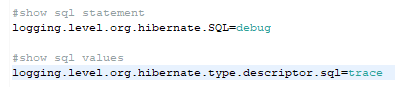 #show sql statement
logging.level.org.hibernate.SQL=debug
#show sql values
logging.level.org.hibernate.type.descriptor.sql=trace